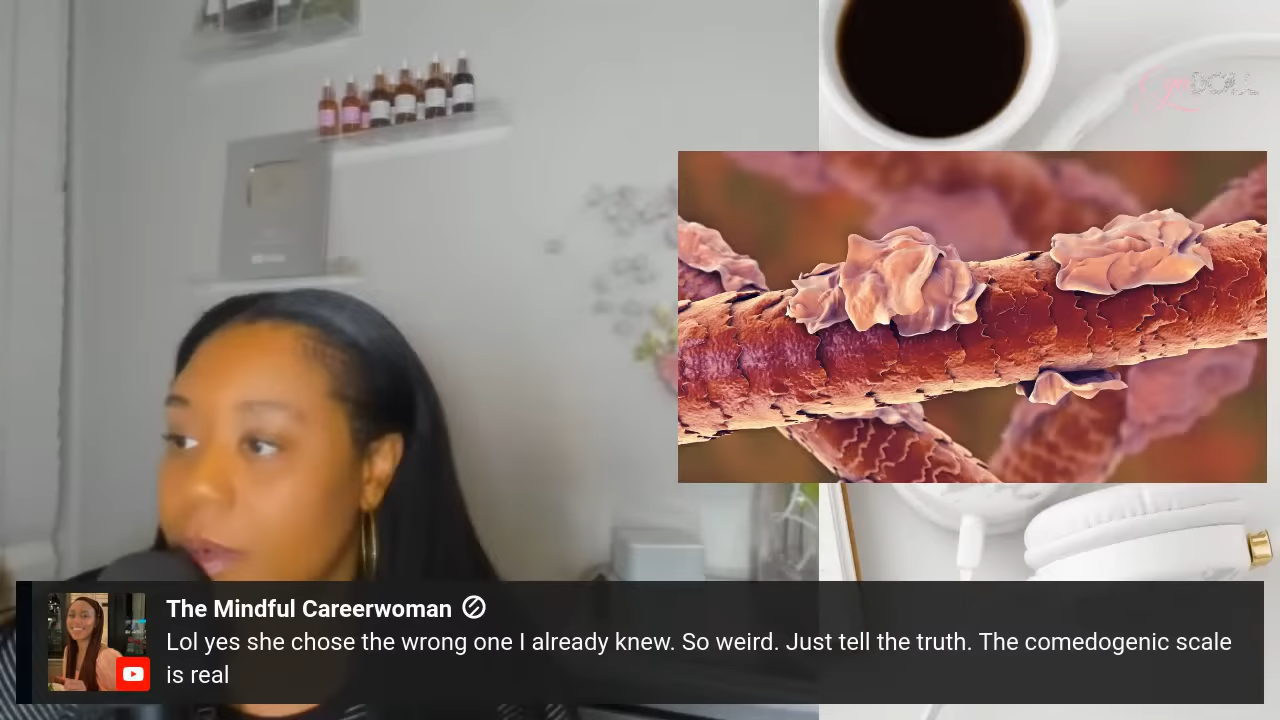 The Mindful Careerwoman
Lol yes she chose the wrong one I already knew. So weird. Just tell the truth. The comedogenic scale
is real